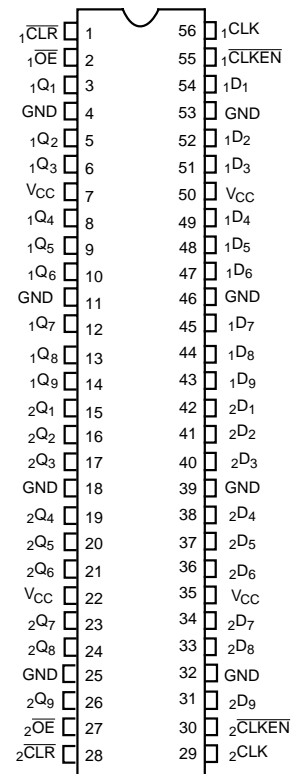 1CLR 1 56 1CLK
1OE 2 55 1CLKEN
1Q1 3 54 1D1
GND 4 53 GND
1Q2 5 52 1D2
1Q3 6 51 1D3
VCC 7 50 VCC
1Q4 8 49 1D4
1Q5 9 48 1D5
1Q6 10 47 1D6
GND 11 46 GND
1Q7 12 45 1D7
1Q8 13 44 1D8
1Q9 14 43 1D9
2Q1 15 42 2D1
2Q2 16 41 2D2
2Q3 17 40 2D3
GND 18 39 GND
2Q4 19 38 2D4
2Q5 20 37 2D5
2Q6 21 36 2D6
VCC 22 35 VCC
2Q7 23 34 2D7
2Q8 24 33 2D8
GND 25 32 GND
2Q9 26 31 2D9
2OE 27 30 2CLKEN
2CLR 28 29 2CLK